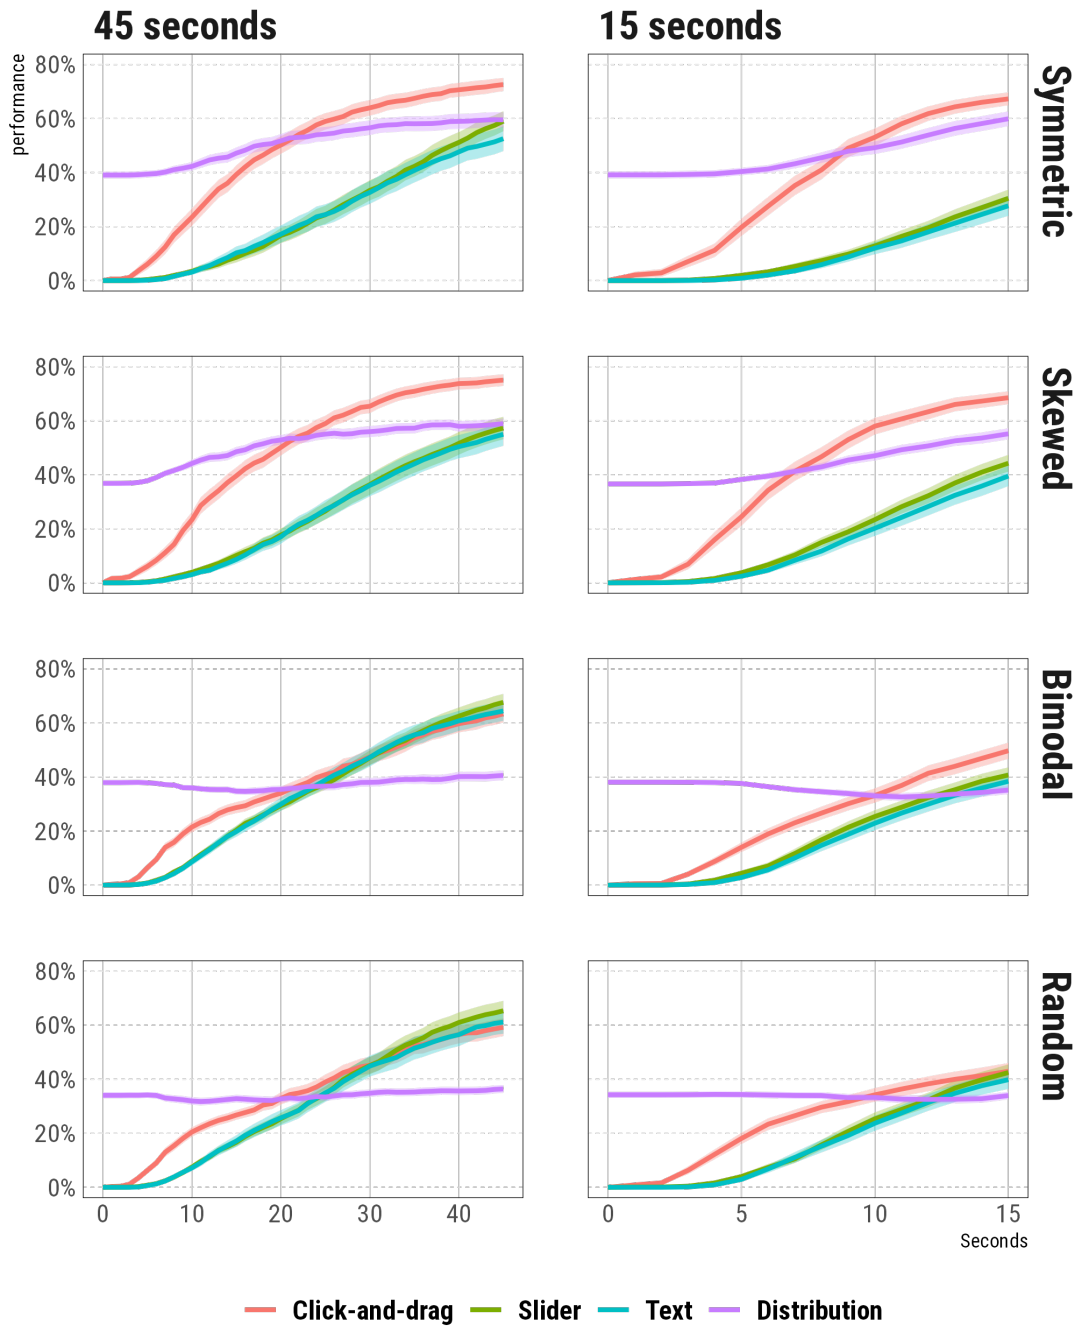 45 seconds
15 seconds
performance
80%
60%
40%
20%
0%
Symmetric
80%
60%
40%
20%
0%
Skewed
80%
60%
40%
20%
0%
Bimodal
80%
60%
40%
20%
0%
Random
0 10 20 30 40
0 5 10 15
Seconds
Click-and-drag Slider Text Distribution